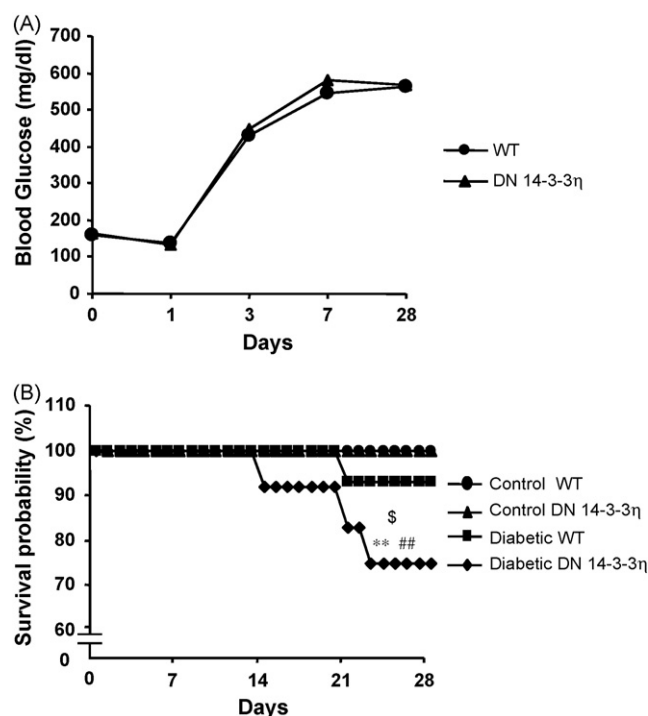 (A)
Blood Glucose (mg/dl)
700
600
500
400
300
200
100
0
0 1 3 7 28
Days
WT
DN 14-3-3η
(B)
Survival probability (%)
110
100
90
80
70
60
0
$
** ##
0 7 14 21 28
Days
Control WT
Control DN 14-3-3η
Diabetic WT
Diabetic DN 14-3-3η